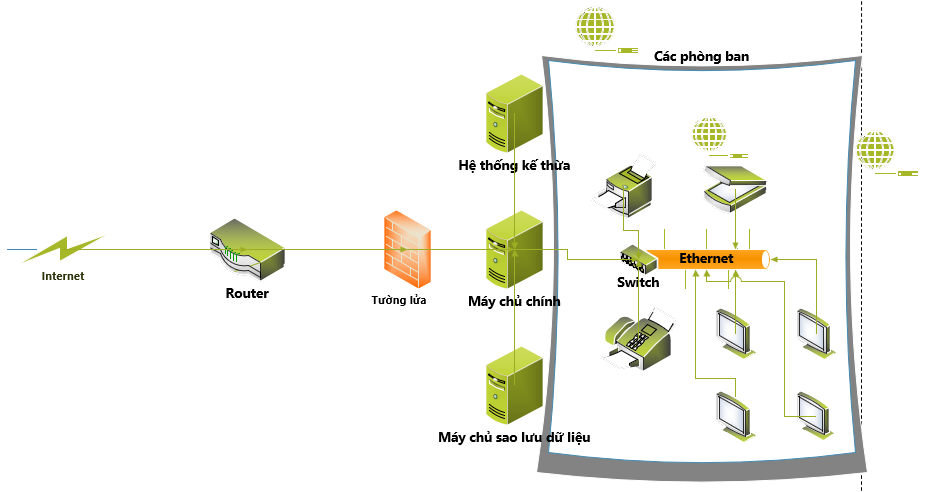 Các phòng ban
Hệ thống kế thừa
Internet
Router
Tường lửa
Máy chủ chính
Switch
Ethernet
Máy chủ sao lưu dữ liệu